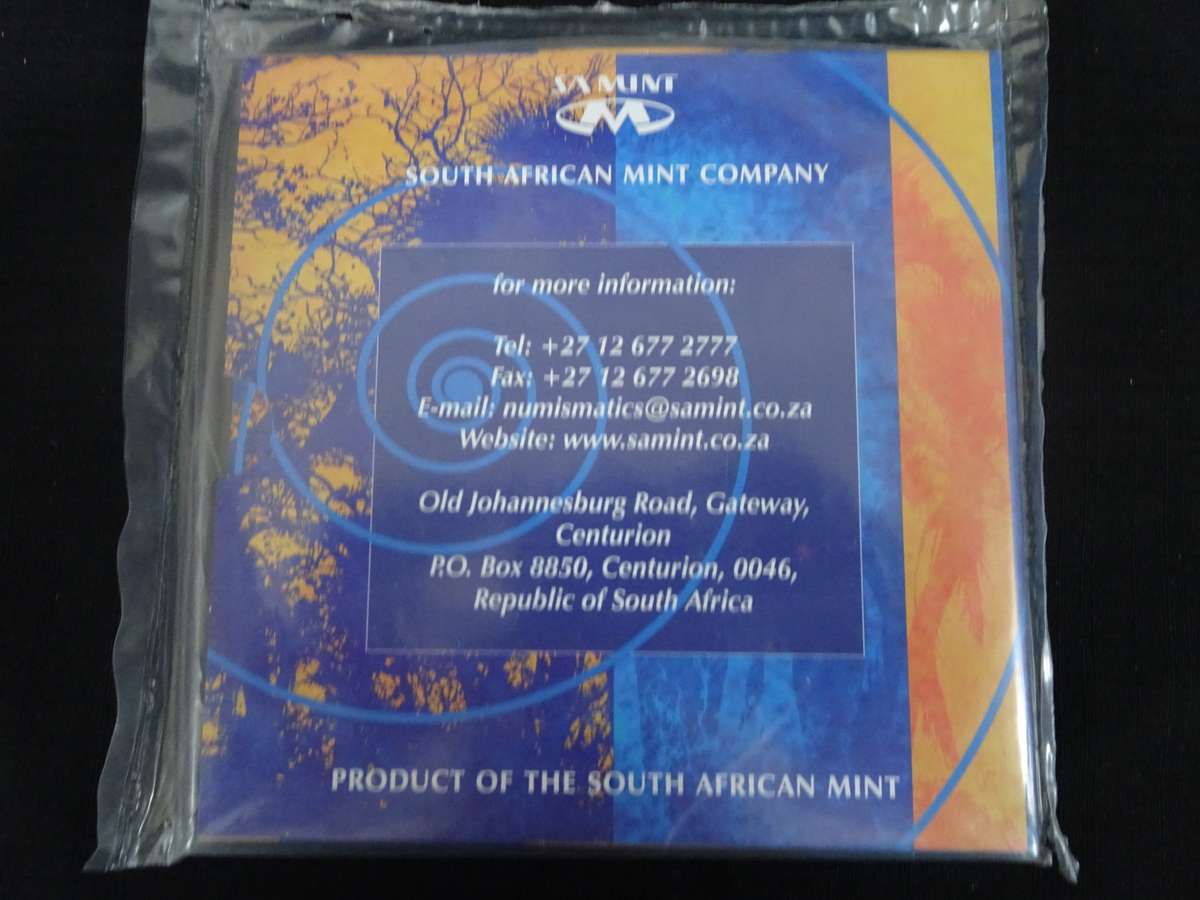 SA MINT
SOUTH AFRICAN MINT COMPANY
for more information:
Tel: +27 12 677 2777
Fax: +27 12 677 2698
E-mail: numismatics@samint.co.za
Website: www.samint.co.za
Old Johannesburg Road, Gateway,
Centurion
P.O. Box 8850, Centurion, 0046,
Republic of South Africa
PRODUCT OF THE SOUTH AFRICAN MINT